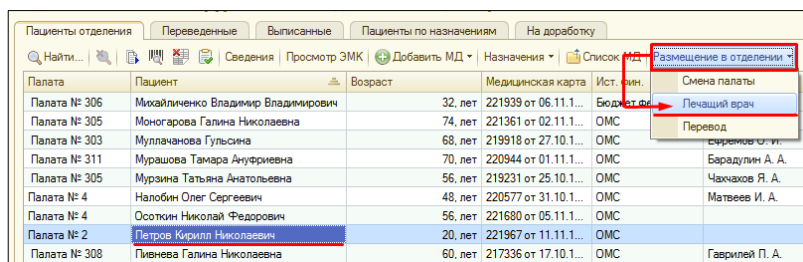 Пациенты отделения Переведенные Выписанные Пациенты по назначениям На доработку
Найти... Сведения Просмотр ЭМК Добавить МД Назначения Список МД Размещение в отделении
Палата Пациент Возраст Медицинская карта Ист. фин. Смена палаты
Палата № 306 Михайличенко Владимир Владимирович 32, лет 221939 от 06.11.1... Бюджет фе Лечащий врач
Палата № 305 Моногарова Галина Николаевна 74, лет 221361 от 02.11.1... ОМС Перевод
Палата № 303 Муллачанова Гульсина 68, лет 219918 от 27.10.1... ОМС Ефремов О. И.
Палата № 311 Мурашова Тамара Ануфриевна 70, лет 220944 от 01.11.1... ОМС Барадулин А. А.
Палата № 305 Мурзина Татьяна Анатольевна 56, лет 219231 от 25.10.1... ОМС Чахчахов Я. А.
Палата № 4 Налобин Олег Сергеевич 48, лет 220577 от 31.10.1... ОМС Матвеев И. А.
Палата № 4 Осоткин Николай Федорович 56, лет 221680 от 05.11.1... ОМС
Палата № 2 Петров Кирилл Николаевич 20, лет 221967 от 11.11.1... ОМС
Палата № 308 Пивнева Галина Николаевна 60, лет 217336 от 17.10.1... ОМС Гаврилей П. А.